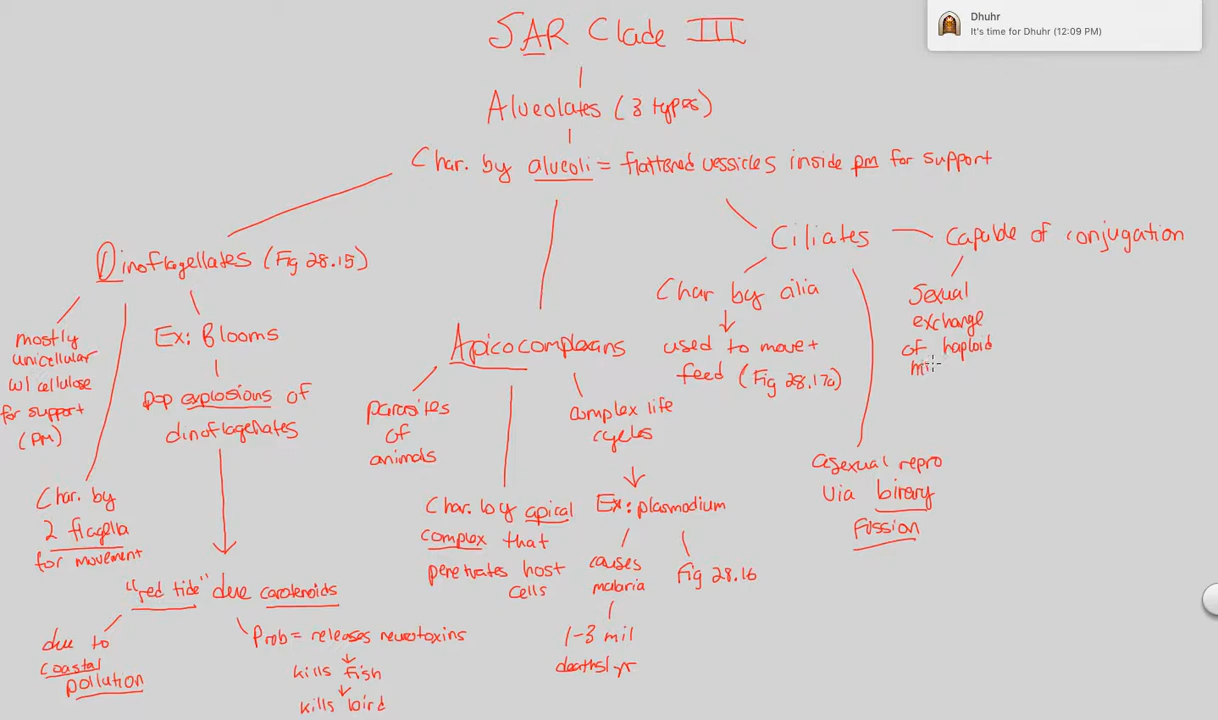 Dhuhr
It's time for Dhuhr (12:09 PM)
SAR Clade III
Alveolates (3 types)
Char. by alveoli = flattened vessicles inside pm for support
Dinoflagellates (Fig 28.15)
mostly
unicellular
w/ cellulose
for support
(PM)
Char. by
2 flagella
for movement
Ex: Blooms
pop explosions of
dinoflagellates
"red tide" due carotenoids
due to
coastal
pollution
Prob = releases neurotoxins
kills fish
kills bird
Apicocomplexans
parasites
of
animals
Char. by apical
complex that
penetrates host
cells
complex life
cycles
Ex: plasmodium
causes
malaria
1-3 mil
deaths/yr
Fig 28.16
Ciliates
Char by cilia
used to move +
feed (Fig 28.17a)
asexual repro
via binary
fission
Capable of conjugation
Sexual
exchange
of haploid
mi